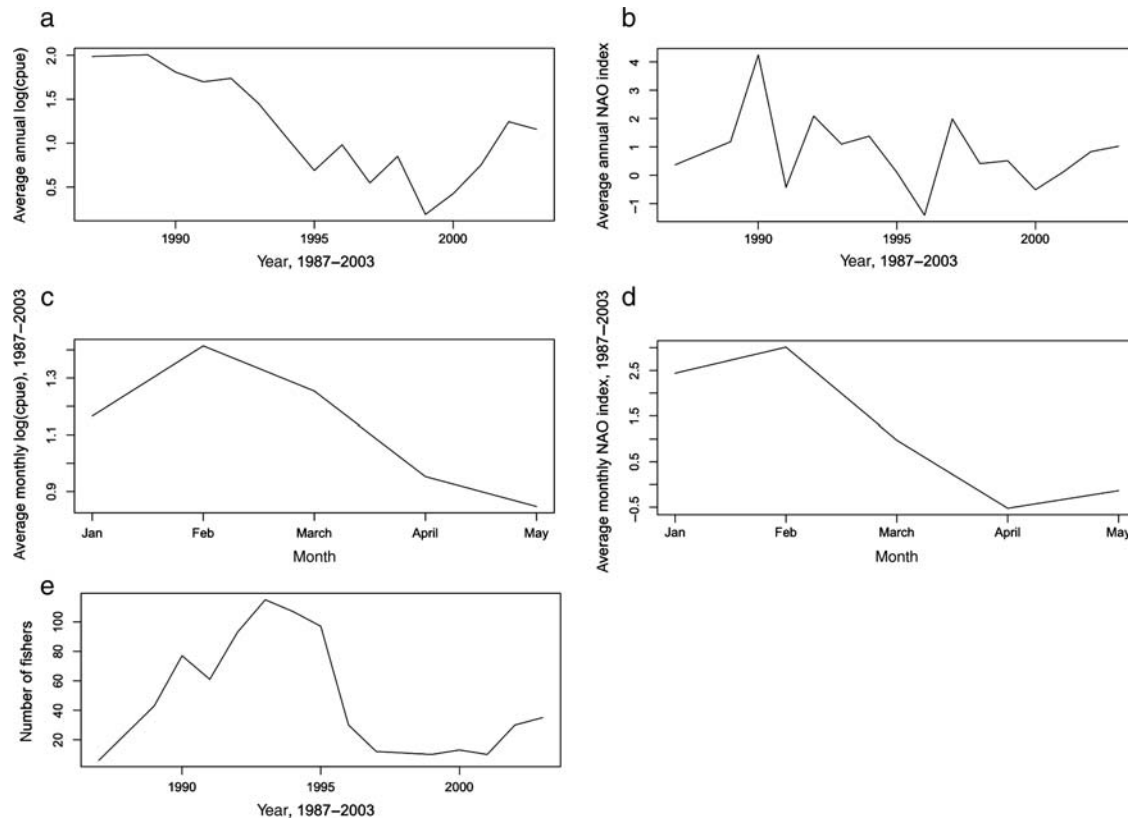 a
Average annual log(cpue)
2.0
1.5
1.0
0.5
1990 1995 2000
Year, 1987–2003
b
Average annual NAO index
4
3
2
1
0
−1
1990 1995 2000
Year, 1987–2003
c
Average monthly log(cpue), 1987–2003
1.3
1.1
0.9
Jan Feb March April May
Month
d
Average monthly NAO index, 1987–2003
2.5
1.5
0.5
−0.5
Jan Feb March April May
Month
e
Number of fishers
100
80
60
40
20
1990 1995 2000
Year, 1987–2003